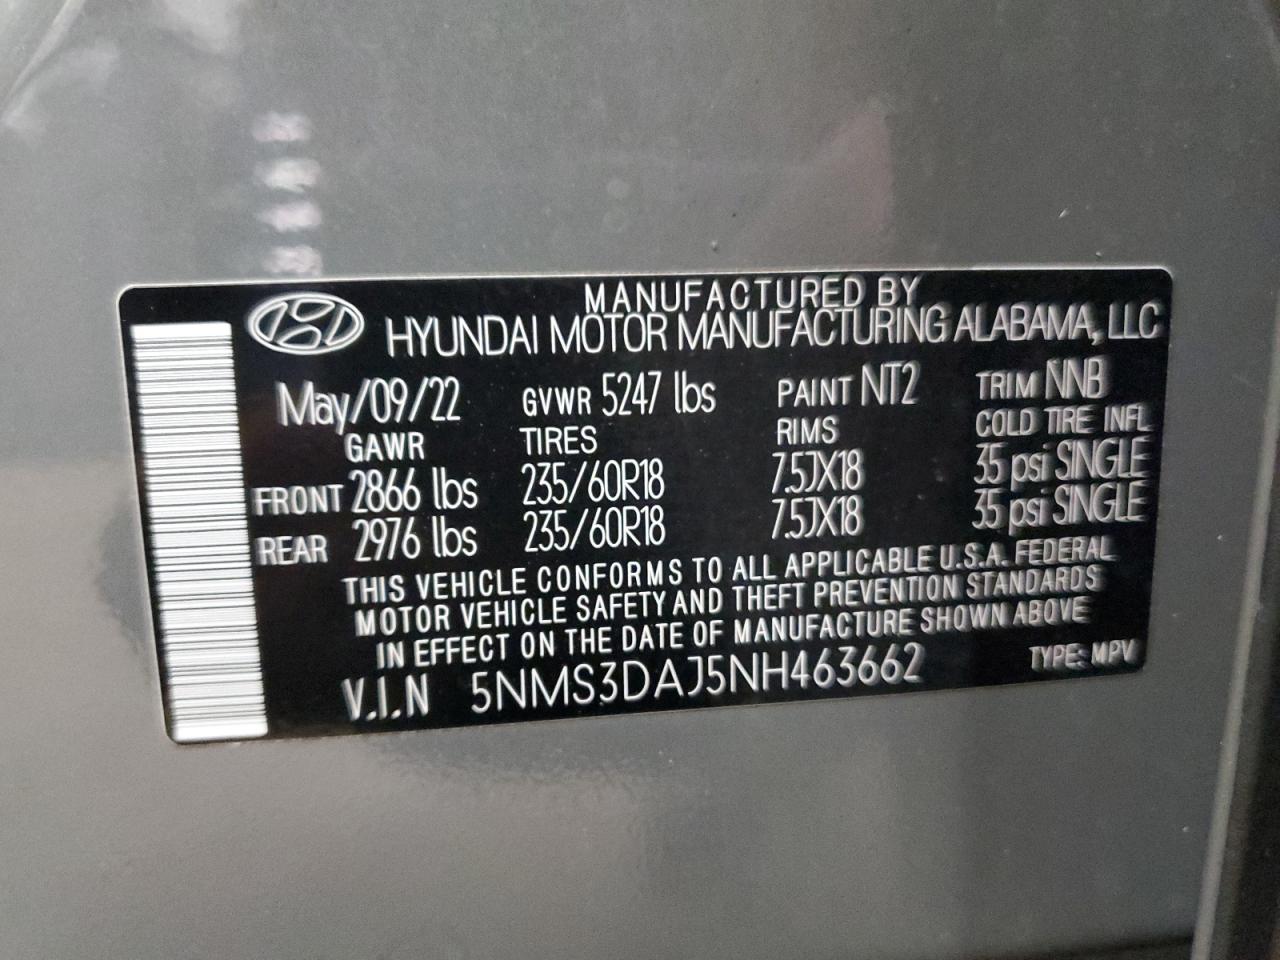 MANUFACTURED BY
HYUNDAI MOTOR MANUFACTURING ALABAMA, LLC
May/09/22 GVWR 5247 lbs PAINT NT2 TRIM NNB
GAWR TIRES RIMS COLD TIRE INFL
FRONT 2866 lbs 235/60R18 7.5JX18 35 psi SINGLE
REAR 2976 lbs 235/60R18 7.5JX18 35 psi SINGLE
THIS VEHICLE CONFORMS TO ALL APPLICABLE U.S.A. FEDERAL
MOTOR VEHICLE SAFETY AND THEFT PREVENTION STANDARDS
IN EFFECT ON THE DATE OF MANUFACTURE SHOWN ABOVE
V.I.N 5NMS3DAJ5NH463662 TYPE: MPV